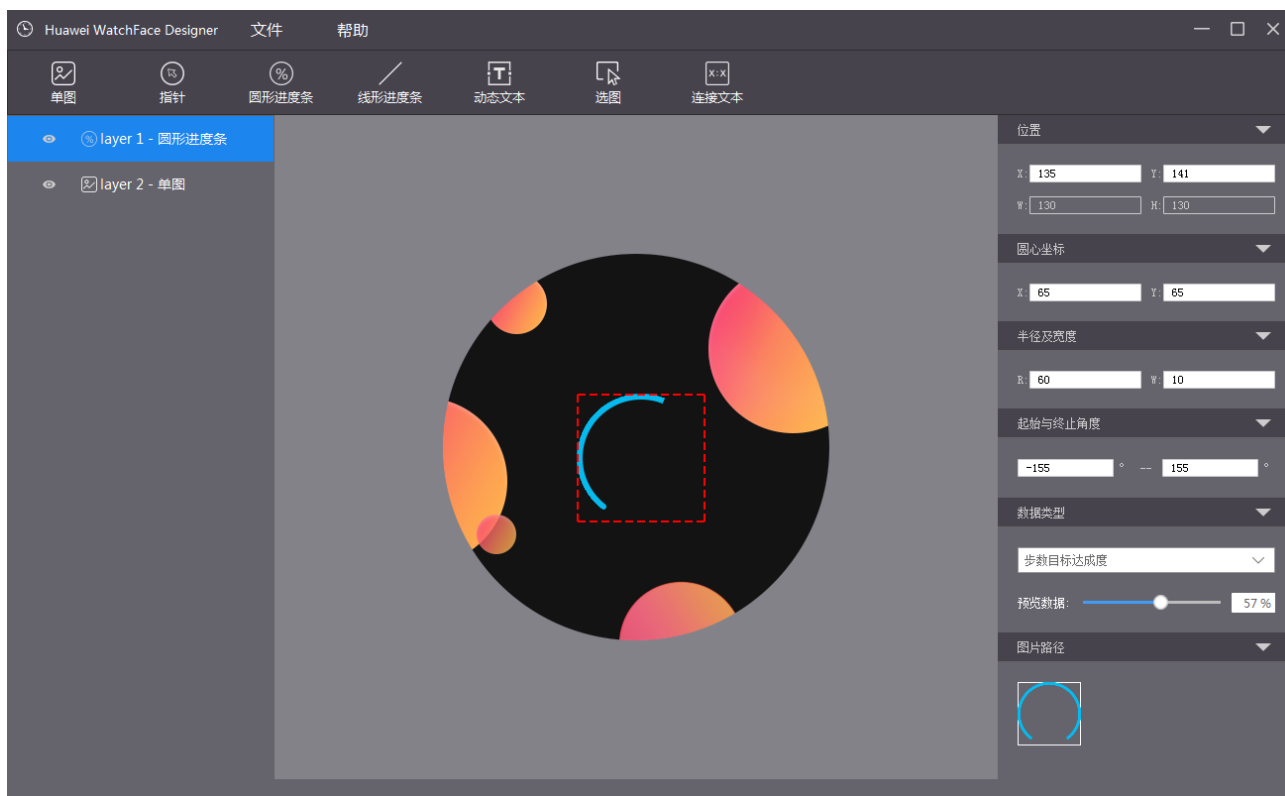 Huawei WatchFace Designer 文件 帮助
单图 指针 圆形进度条 线形进度条 动态文本 选图 连接文本
layer 1 - 圆形进度条
layer 2 - 单图
位置
X: 135 Y: 141
W: 130 H: 130
圆心坐标
X: 65 Y: 65
半径及宽度
R: 60 W: 10
起始与终止角度
-155 ° -- 155 °
数据类型
步数目标达成度
预览数据: 57 %
图片路径